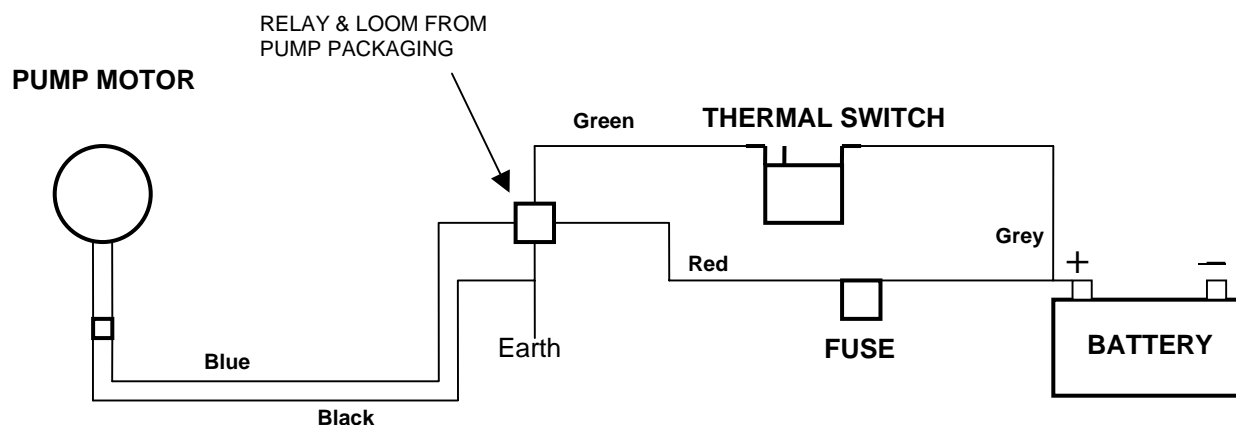 RELAY & LOOM FROM
PUMP PACKAGING
PUMP MOTOR
Green
THERMAL SWITCH
Grey
Red
+
–
Earth
FUSE
BATTERY
Blue
Black